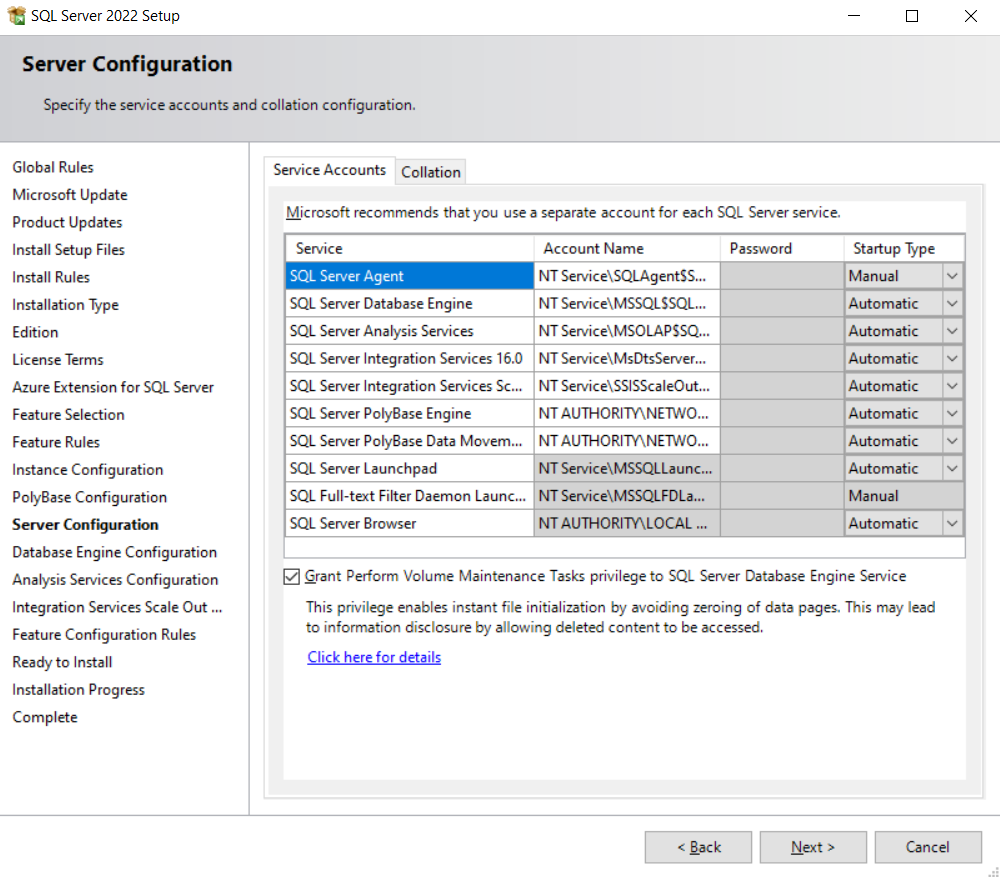 SQL Server 2022 Setup
Server Configuration
Specify the service accounts and collation configuration.
Global Rules
Microsoft Update
Product Updates
Install Setup Files
Install Rules
Installation Type
Edition
License Terms
Azure Extension for SQL Server
Feature Selection
Feature Rules
Instance Configuration
PolyBase Configuration
Server Configuration
Database Engine Configuration
Analysis Services Configuration
Integration Services Scale Out ...
Feature Configuration Rules
Ready to Install
Installation Progress
Complete
Service Accounts Collation
Microsoft recommends that you use a separate account for each SQL Server service.
Service Account Name Password Startup Type
SQL Server Agent NT Service\SQLAgent$S... Manual
SQL Server Database Engine NT Service\MSSQL$SQL... Automatic
SQL Server Analysis Services NT Service\MSOLAP$SQ... Automatic
SQL Server Integration Services 16.0 NT Service\MsDtsServer... Automatic
SQL Server Integration Services Sc... NT Service\SSISScaleOut... Automatic
SQL Server PolyBase Engine NT AUTHORITY\NETWO... Automatic
SQL Server PolyBase Data Movem... NT AUTHORITY\NETWO... Automatic
SQL Server Launchpad NT Service\MSSQLLaunc... Automatic
SQL Full-text Filter Daemon Launc... NT Service\MSSQLFDLa... Manual
SQL Server Browser NT AUTHORITY\LOCAL ... Automatic
Grant Perform Volume Maintenance Tasks privilege to SQL Server Database Engine Service
This privilege enables instant file initialization by avoiding zeroing of data pages. This may lead
to information disclosure by allowing deleted content to be accessed.
Click here for details
< Back Next > Cancel